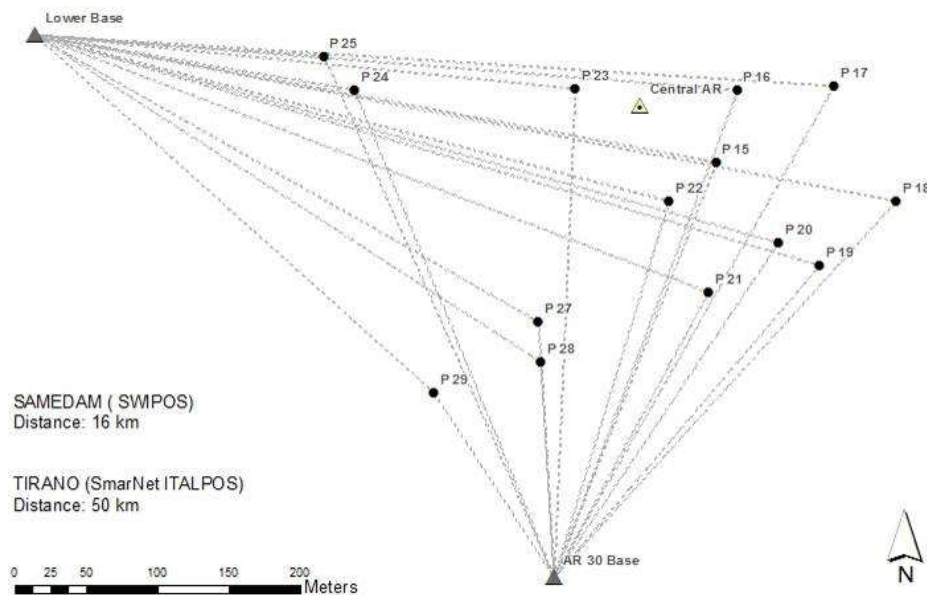 Lower Base
P 25
P 24
P 23
P 16
P 17
Central AR
P 15
P 22
P 18
P 20
P 19
P 21
P 27
P 28
P 29
SAMEDAM ( SWIPOS)
Distance: 16 km
TIRANO (SmarNet ITALPOS)
Distance: 50 km
AR 30 Base
N
0 25 50 100 150 200
Meters